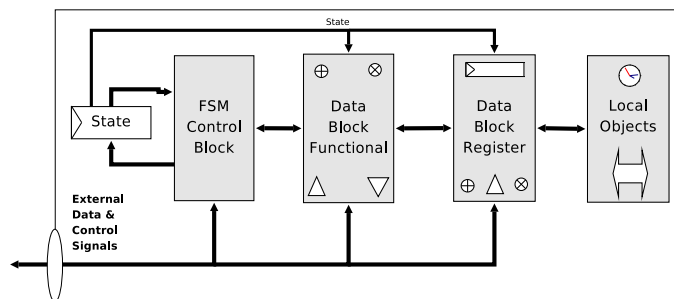 State
State
FSM
Control
Block
Data
Block
Functional
Data
Block
Register
Local
Objects
External
Data &
Control
Signals